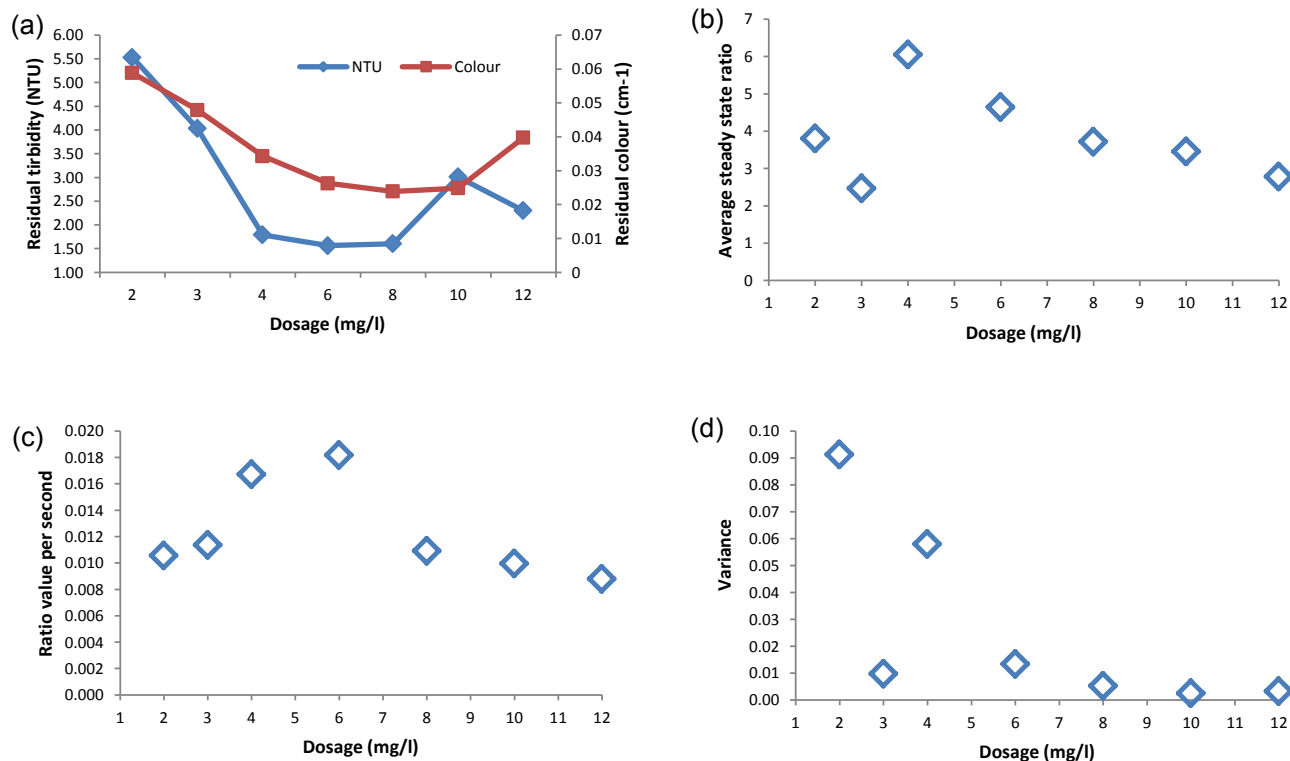 (a)
Residual tirbidity (NTU)
6.00
5.50
5.00
4.50
4.00
3.50
3.00
2.50
2.00
1.50
1.00
NTU
Colour
0.07
0.06
0.05
0.04
0.03
0.02
0.01
0
Residual colour (cm-1)
2 3 4 6 8 10 12
Dosage (mg/l)
(b)
Average steady state ratio
7
6
5
4
3
2
1
0
1 2 3 4 5 6 7 8 9 10 11 12
Dosage (mg/l)
(c)
Ratio value per second
0.020
0.018
0.016
0.014
0.012
0.010
0.008
0.006
0.004
0.002
0.000
1 2 3 4 5 6 7 8 9 10 11 12
Dosage (mg/l)
(d)
Variance
0.10
0.09
0.08
0.07
0.06
0.05
0.04
0.03
0.02
0.01
0.00
1 2 3 4 5 6 7 8 9 10 11 12
Dosage (mg/l)